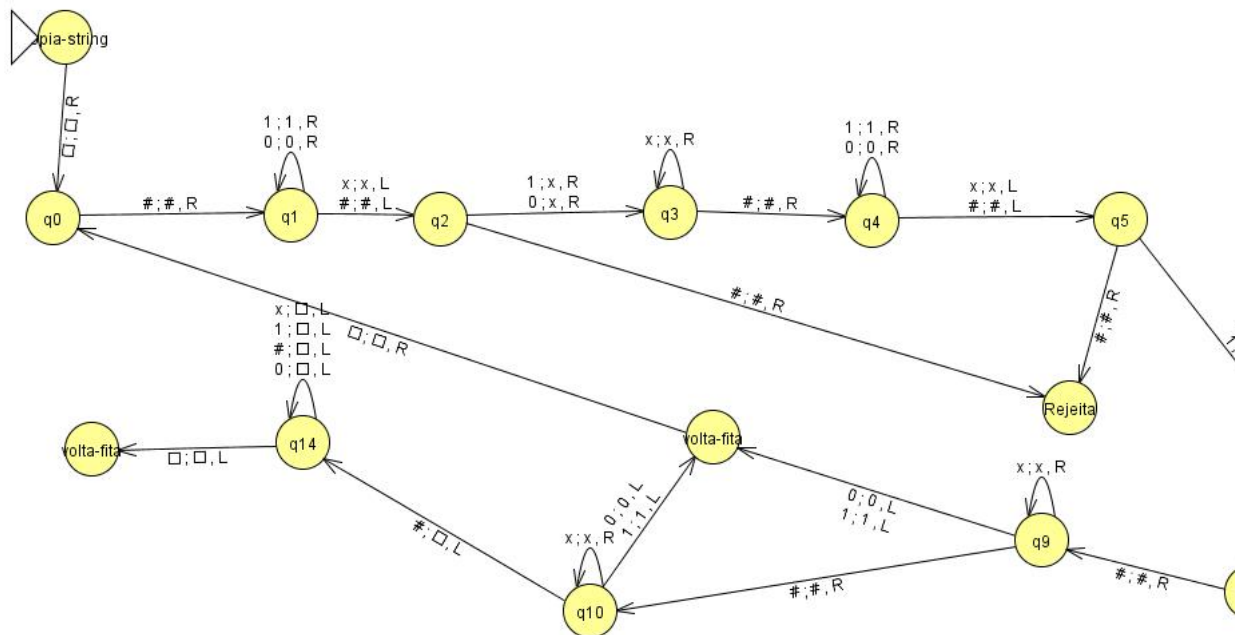 pia-string
□;□, R
1;1, R
0;0, R
x;x, R
1;1, R
0;0, R
x;x, L
#;#, L
1;x, R
0;x, R
x;x, L
#;#, L
q0
#;#, R
q1
q2
q3
#;#, R
q4
q5
#;#, R
#;#, R
x;□, L
1;□, L
#;□, L
0;□, L
□;□, R
Rejeita
volta-fita
□;□, L
q14
volta-fita
x;x, R
0;0, L
1;1, L
0;0, L
1;1, L
#;□, L
x;x, R
q9
#;#, R
#;#, R
q10